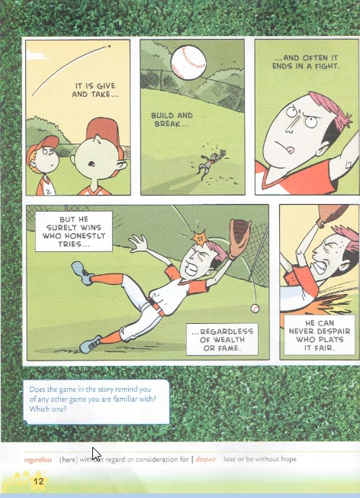 IT IS GIVE
AND TAKE...
BUILD AND
BREAK...
...AND OFTEN IT
ENDS IN A FIGHT.
BUT HE
SURELY WINS
WHO HONESTLY
TRIES...
...REGARDLESS
OF WEALTH
OR FAME.
HE CAN
NEVER DESPAIR
WHO PLAYS
IT FAIR.
Does the game in the story remind you
of any other game you are familiar with?
Which one?
regardless (here) without regard or consideration for | despair lose or be without hope
12